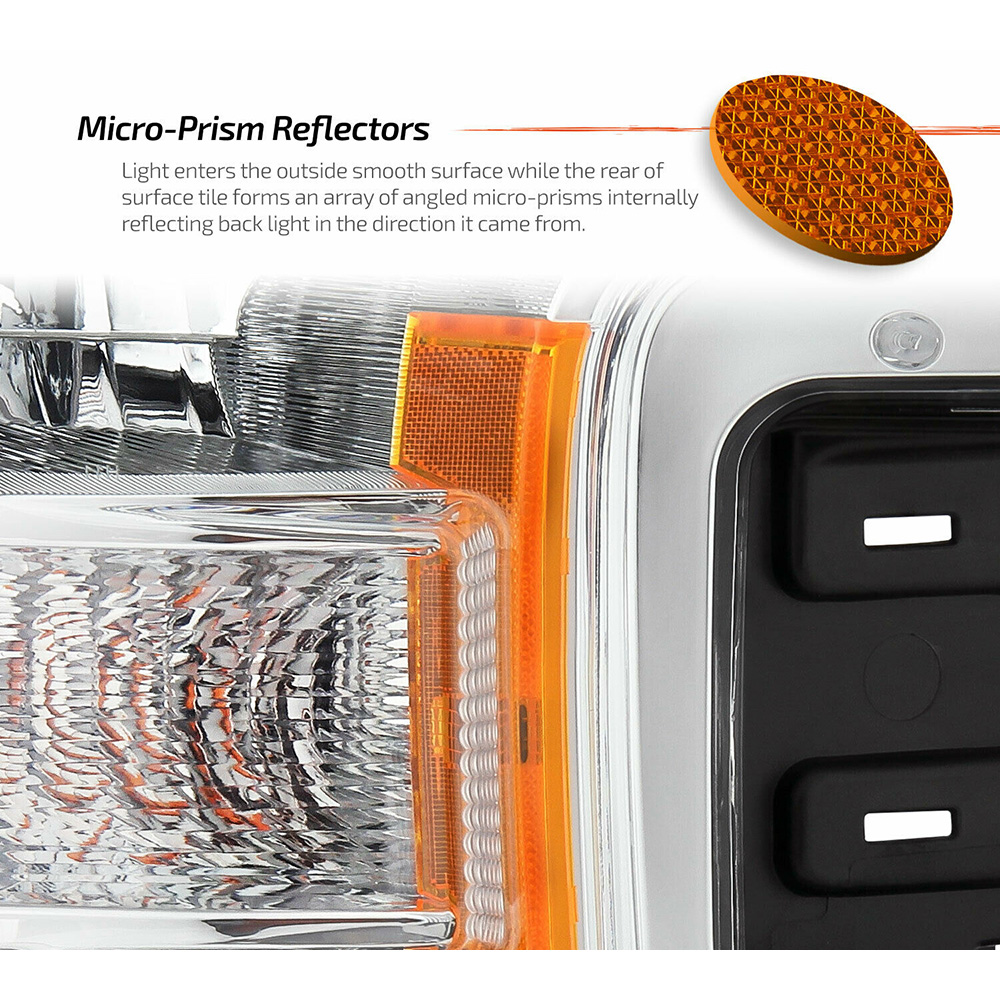 Micro-Prism Reflectors
Light enters the outside smooth surface while the rear of
surface tile forms an array of angled micro-prisms internally
reflecting back light in the direction it came from.
C7